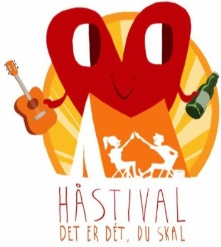 HÅSTIVAL
DET ER DÉT, DU SKAL